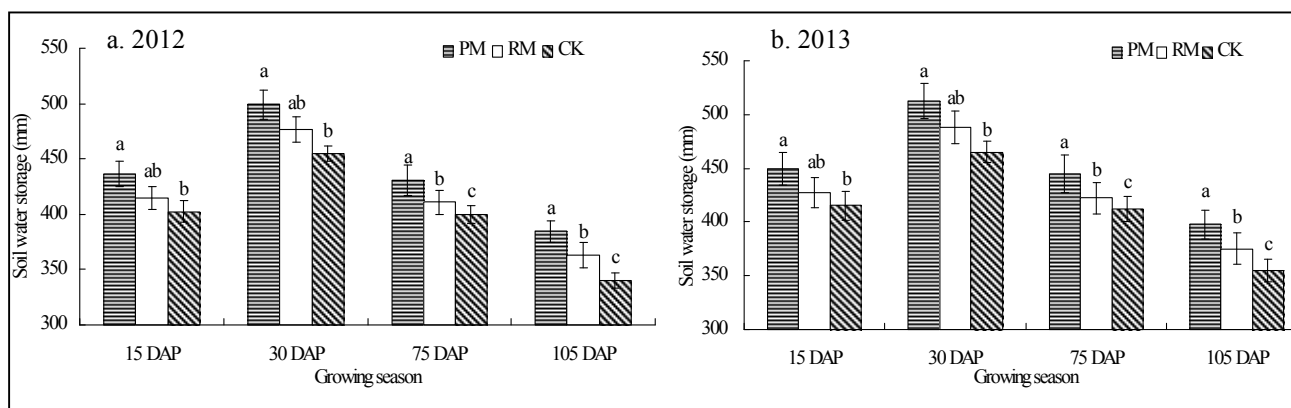 a. 2012
PM RM CK
550
500
450
400
350
300
Soil water storage (mm)
a ab b
a ab b
a b c
a b c
15 DAP 30 DAP 75 DAP 105 DAP
Growing season
b. 2013
PM RM CK
550
500
450
400
350
300
Soil water storage (mm)
a ab b
a ab b
a b c
a b c
15 DAP 30 DAP 75 DAP 105 DAP
Growing season